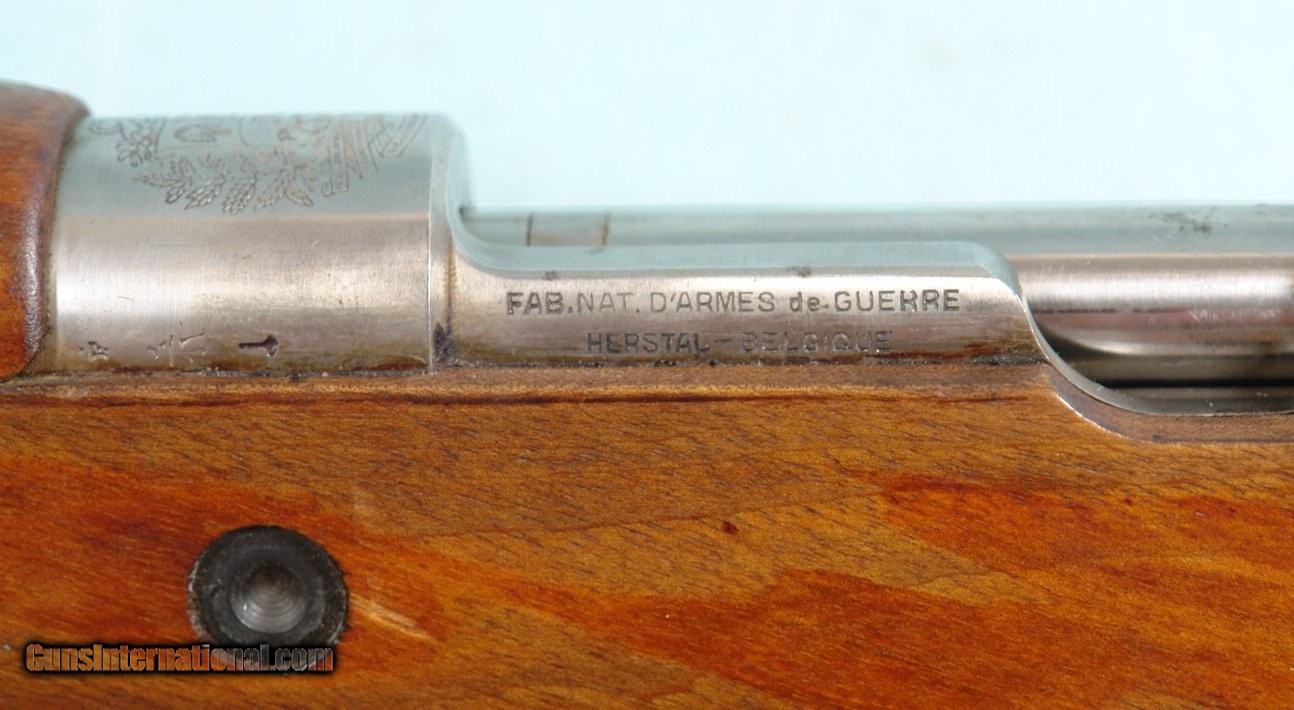 FAB.NAT. D'ARMES de-GUERRE
HERSTAL-BELGIQUE
GunsInternational.com